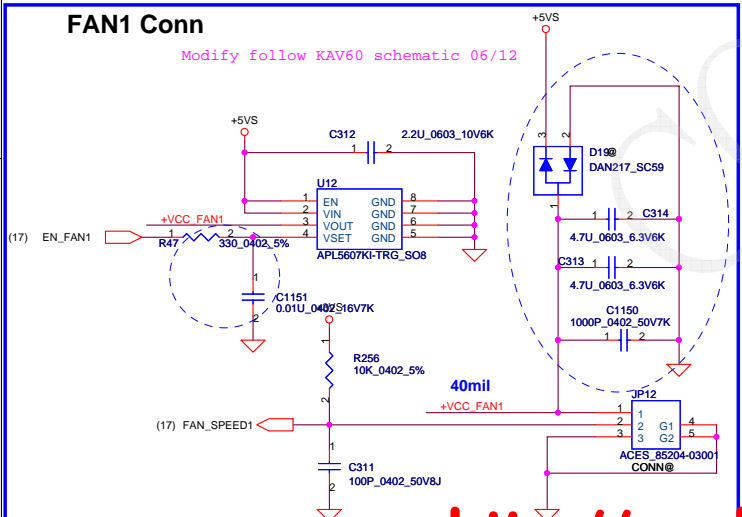 FAN1 Conn
Modify follow KAV60 schematic 06/12
+5VS
+5VS
C312
2.2U_0603_10V6K
1
2
3
2
D19@
DAN217_SC59
1
U12
1
EN
GND
8
2
VIN
GND
7
3
VOUT
GND
6
4
VSET
GND
5
APL5607KI-TRG_SO8
+VCC_FAN1
(17)
EN_FAN1
1
2
R47
330_0402_5%
1
2
C314
4.7U_0603_6.3V6K
C313
1
2
4.7U_0603_6.3V6K
C1150
1000P_0402_50V7K
1
2
1
C1151
0.01U_0402_16V7K
2
+5VS
1
R256
10K_0402_5%
2
40mil
+VCC_FAN1
(17)
FAN_SPEED1
JP12
1
1
2
2
G1
4
3
3
G2
5
ACES_85204-03001
CONN@
1
C311
100P_0402_50V8J
2